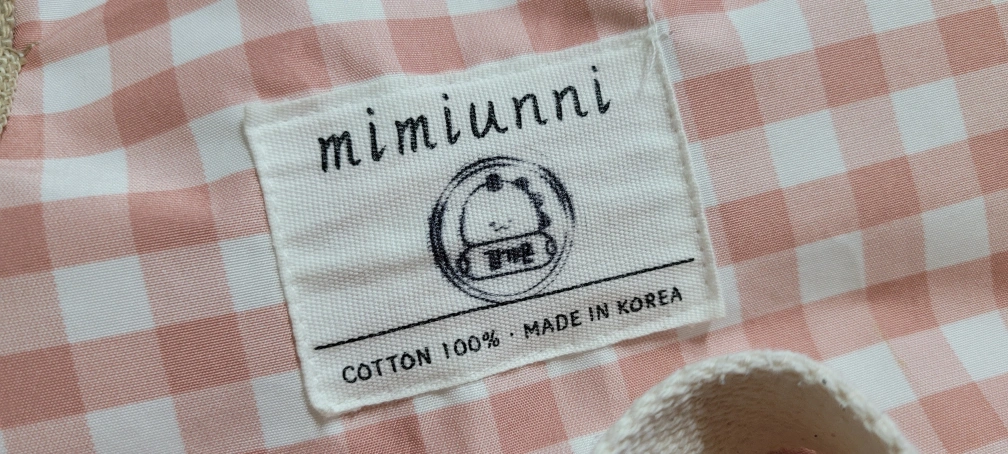 mimiunni
COTTON 100% · MADE IN KOREA